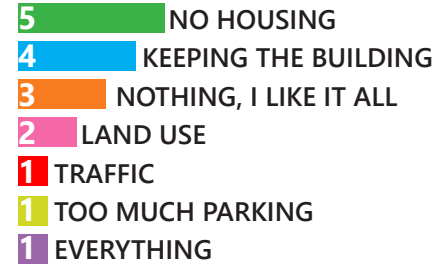 5 NO HOUSING
4 KEEPING THE BUILDING
3 NOTHING, I LIKE IT ALL
2 LAND USE
1 TRAFFIC
1 TOO MUCH PARKING
1 EVERYTHING